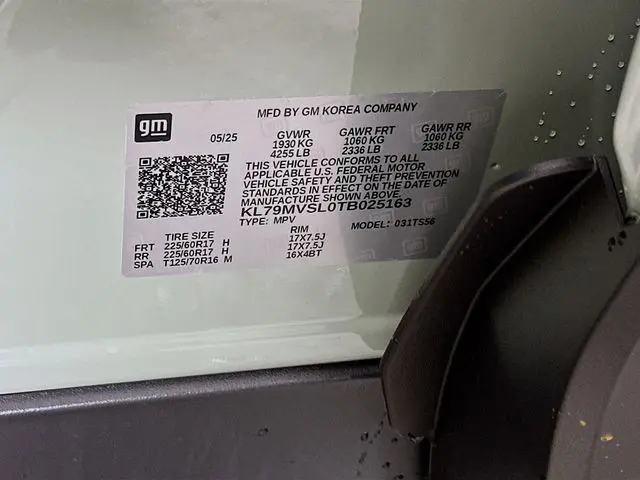 gm
MFD BY GM KOREA COMPANY
05/25 GVWR GAWR FRT GAWR RR
1930 KG 1060 KG 1060 KG
4255 LB 2336 LB 2336 LB
THIS VEHICLE CONFORMS TO ALL
APPLICABLE U.S. FEDERAL MOTOR
VEHICLE SAFETY AND THEFT PREVENTION
STANDARDS IN EFFECT ON THE DATE OF
MANUFACTURE SHOWN ABOVE.
KL79MVSL0TB025163
TYPE: MPV MODEL: 031TS56
TIRE SIZE RIM
FRT 225/60R17 H 17X7.5J
RR 225/60R17 H 17X7.5J
SPA T125/70R16 M 16X4BT